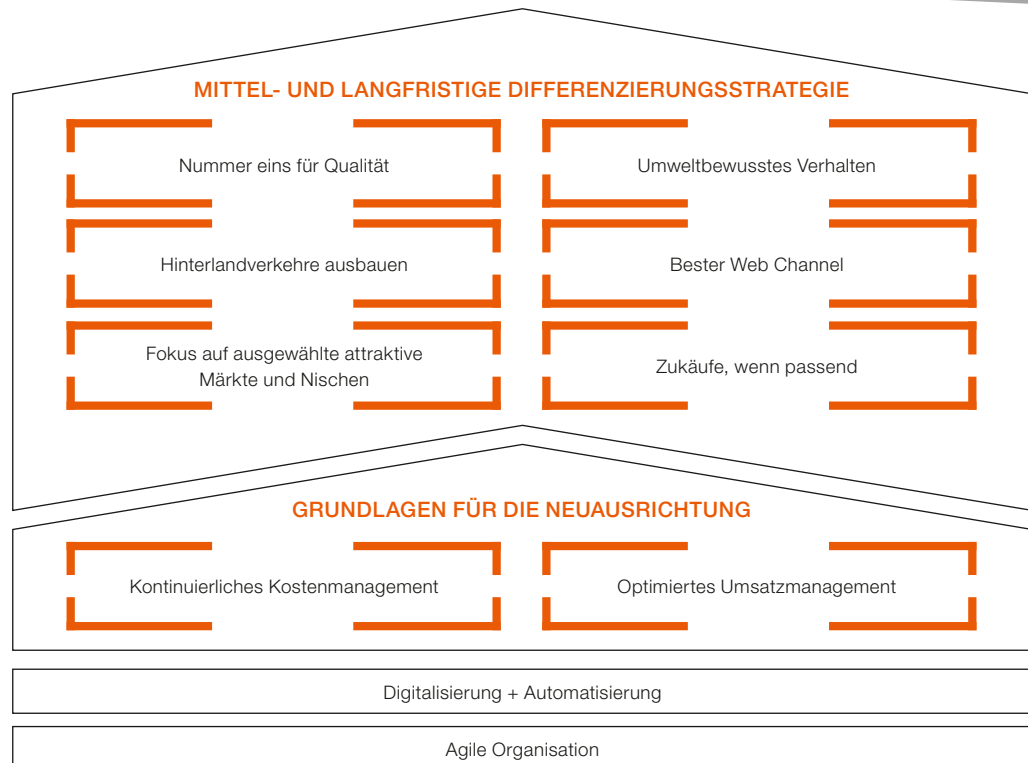 MITTEL- UND LANGFRISTIGE DIFFERENZIERUNGSSTRATEGIE
Nummer eins für Qualität
Umweltbewusstes Verhalten
Hinterlandverkehre ausbauen
Bester Web Channel
Fokus auf ausgewählte attraktive
Märkte und Nischen
Zukäufe, wenn passend
GRUNDLAGEN FÜR DIE NEUAUSRICHTUNG
Kontinuierliches Kostenmanagement
Optimiertes Umsatzmanagement
Digitalisierung + Automatisierung
Agile Organisation